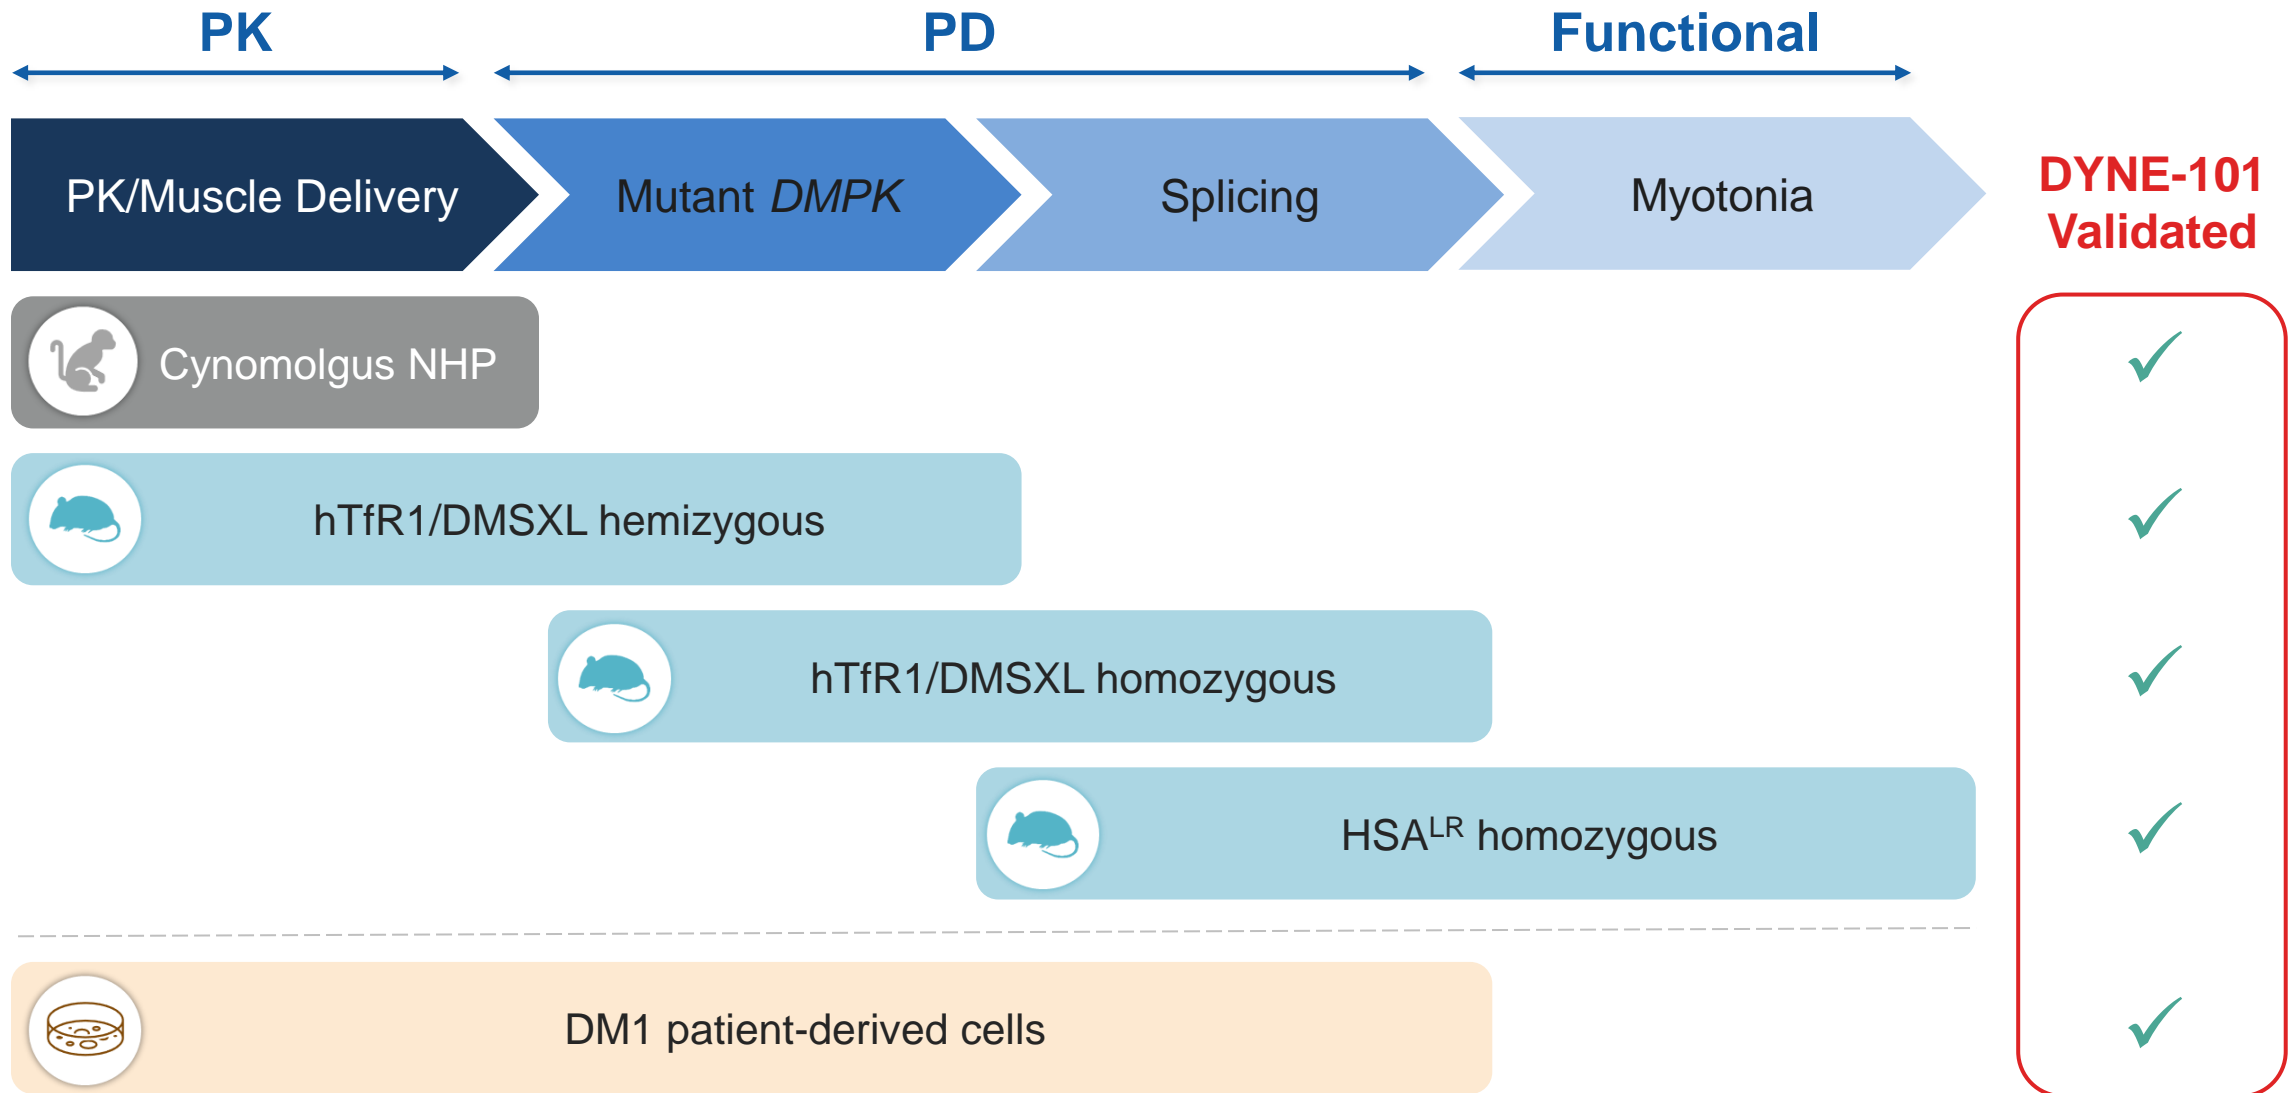 PK
PD
Functional
PK/Muscle Delivery
Mutant DMPK
Splicing
Myotonia
DYNE-101
Validated
Cynomolgus NHP
hTfR1/DMSXL hemizygous
hTfR1/DMSXL homozygous
HSALR homozygous
DM1 patient-derived cells